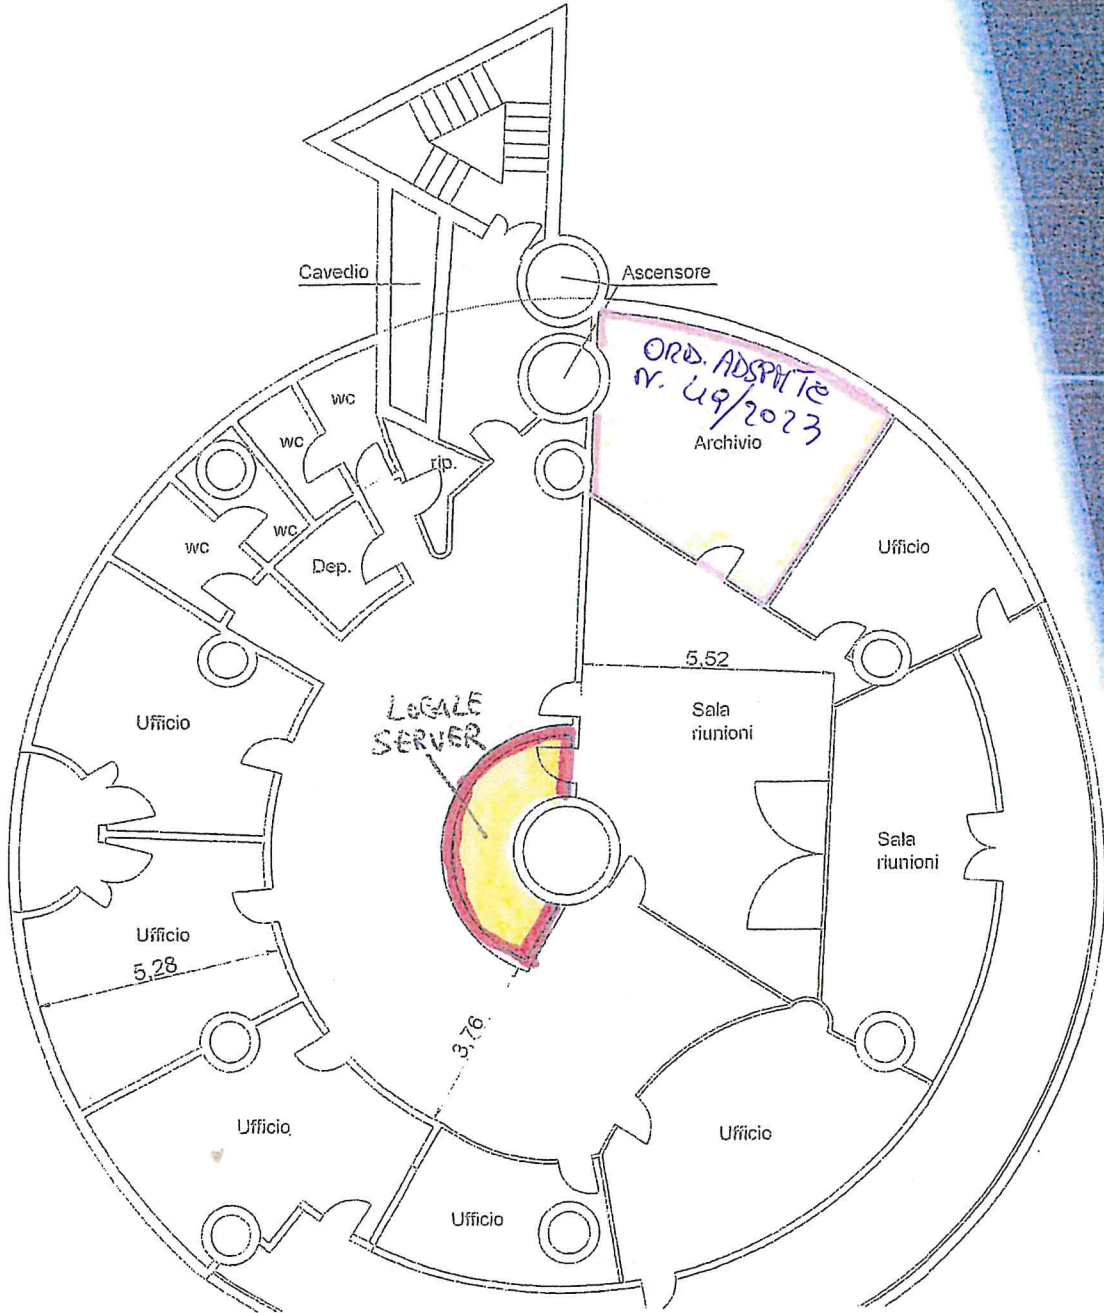 Cavedio
Ascensore
ORD. ADSPMTC
N. 49/2023
Archivio
wc
wc
rip.
wc
wc
Dep.
Ufficio
5,52
Sala
riunioni
Ufficio
LOCALE
SERVER
Sala
riunioni
Ufficio
5,28
3,76
Ufficio
Ufficio
Ufficio